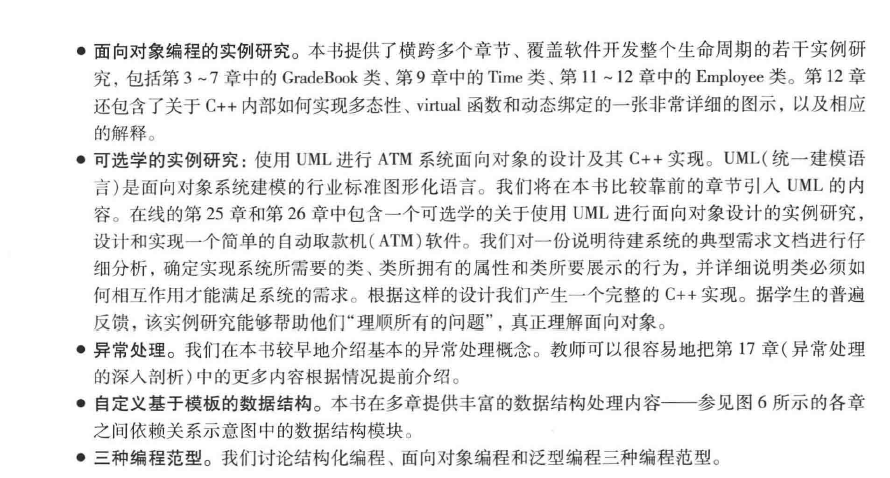 ● 面向对象编程的实例研究。本书提供了横跨多个章节、覆盖软件开发整个生命周期的若干实例研
究，包括第 3 ~ 7 章中的 GradeBook 类、第 9 章中的 Time 类、第 11 ~ 12 章中的 Employee 类。第 12 章
还包含了关于 C++ 内部如何实现多态性、virtual 函数和动态绑定的一张非常详细的图示，以及相应
的解释。
● 可选学的实例研究：使用 UML 进行 ATM 系统面向对象的设计及其 C++ 实现。UML(统一建模语
言)是面向对象系统建模的行业标准图形化语言。我们将在本书比较靠前的章节引入 UML 的内
容。在线的第 25 章和第 26 章中包含一个可选学的关于使用 UML 进行面向对象设计的实例研究，
设计和实现一个简单的自动取款机(ATM)软件。我们对一份说明待建系统的典型需求文档进行仔
细分析，确定实现系统所需要的类、类所拥有的属性和类所要展示的行为，并详细说明类必须如
何相互作用才能满足系统的需求。根据这样的设计我们产生一个完整的 C++ 实现。据学生的普遍
反馈，该实例研究能够帮助他们“理顺所有的问题”，真正理解面向对象。
● 异常处理。我们在本书较早地介绍基本的异常处理概念。教师可以很容易地把第 17 章(异常处理
的深入剖析)中的更多内容根据情况提前介绍。
● 自定义基于模板的数据结构。本书在多章提供丰富的数据结构处理内容——参见图 6 所示的各章
之间依赖关系示意图中的数据结构模块。
● 三种编程范型。我们讨论结构化编程、面向对象编程和泛型编程三种编程范型。